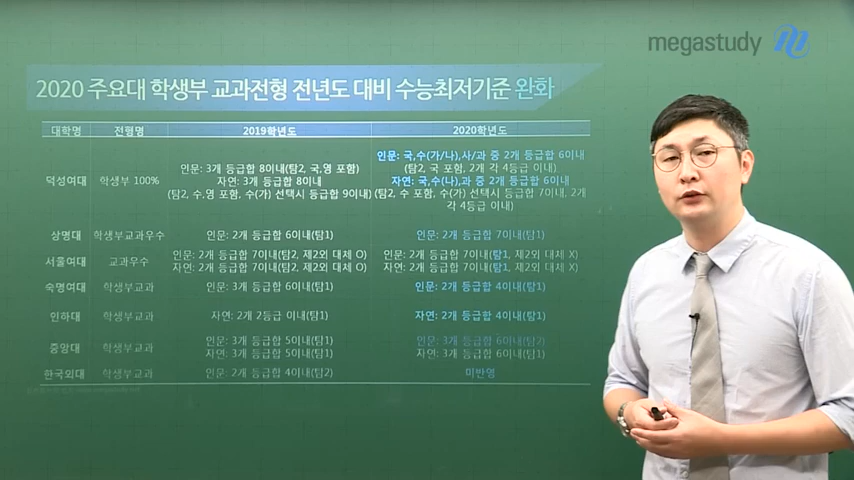 megastudy
2020 주요대 학생부 교과전형 전년도 대비 수능최저기준 완화
대학명 전형명 2019학년도 2020학년도
덕성여대 학생부 100% 인문: 3개 등급합 8이내(탐2, 국,영 포함)
자연: 3개 등급합 8이내
(탐2, 수,영 포함, 수(가) 선택시 등급합 9이내)
인문: 국,수(가/나),사/과 중 2개 등급합 6이내
(탐2, 국 포함, 2개 각 4등급 이내)
자연: 국,수(나),과 중 2개 등급합 6이내
(탐2, 수 포함, 수(가) 선택시 등급합 7이내, 2개
각 4등급 이내)
상명대 학생부교과우수 인문: 2개 등급합 6이내(탐1) 인문: 2개 등급합 7이내(탐1)
서울여대 교과우수 인문: 2개 등급합 7이내(탐2, 제2외 대체 O) 인문: 2개 등급합 7이내(탐1, 제2외 대체 X)
자연: 2개 등급합 7이내(탐2, 제2외 대체 O) 자연: 2개 등급합 7이내(탐1, 제2외 대체 X)
숙명여대 학생부교과 인문: 3개 등급합 6이내(탐1) 인문: 2개 등급합 4이내(탐1)
인하대 학생부교과 자연: 2개 2등급 이내(탐1) 자연: 2개 등급합 4이내(탐1)
중앙대 학생부교과 인문: 3개 등급합 5이내(탐1) 인문: 3개 등급합 6이내(탐2)
자연: 3개 등급합 5이내(탐1) 자연: 3개 등급합 6이내(탐1)
한국외대 학생부교과 인문: 2개 등급합 4이내(탐2) 미반영